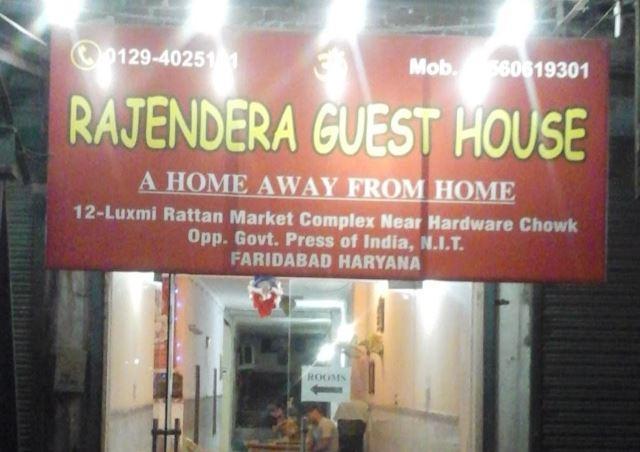 ॐ
Mob.
RAJENDERA GUEST HOUSE
A HOME AWAY FROM HOME
12-Luxmi Rattan Market Complex Near Hardware Chowk
Opp. Govt. Press of India, N.I.T.
FARIDABAD HARYANA
ROOMS